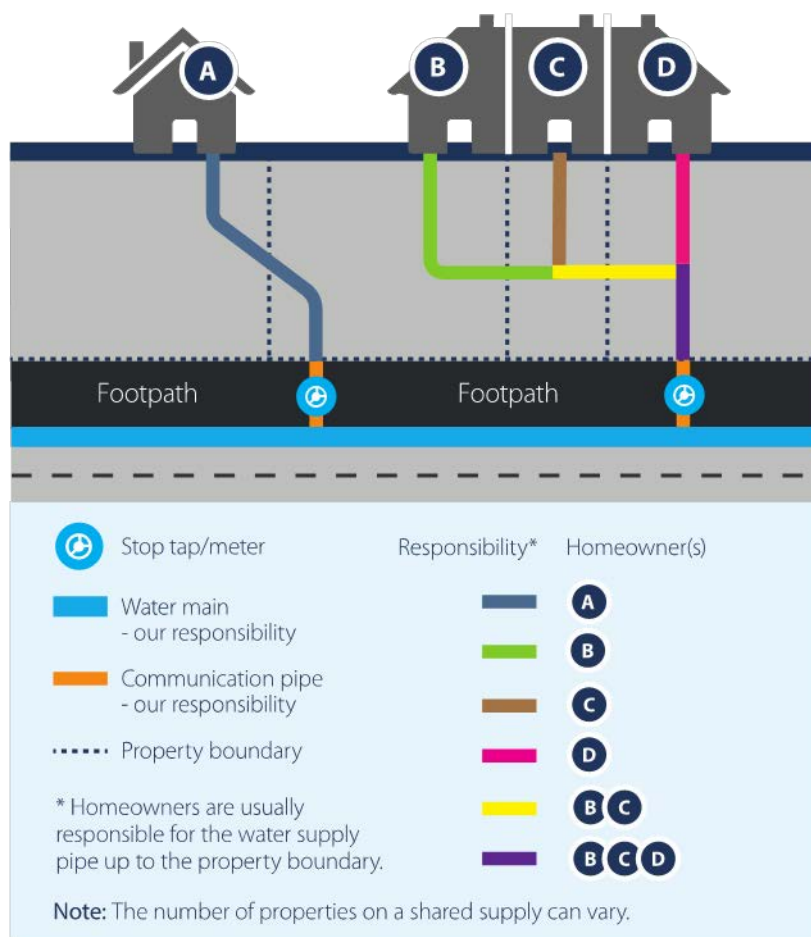 A
B
C
D
Footpath
Footpath
Stop tap/meter
Water main
- our responsibility
Communication pipe
- our responsibility
Property boundary
* Homeowners are usually
responsible for the water supply
pipe up to the property boundary.
Responsibility* Homeowner(s)
A
B
C
D
B C
B C D
Note: The number of properties on a shared supply can vary.